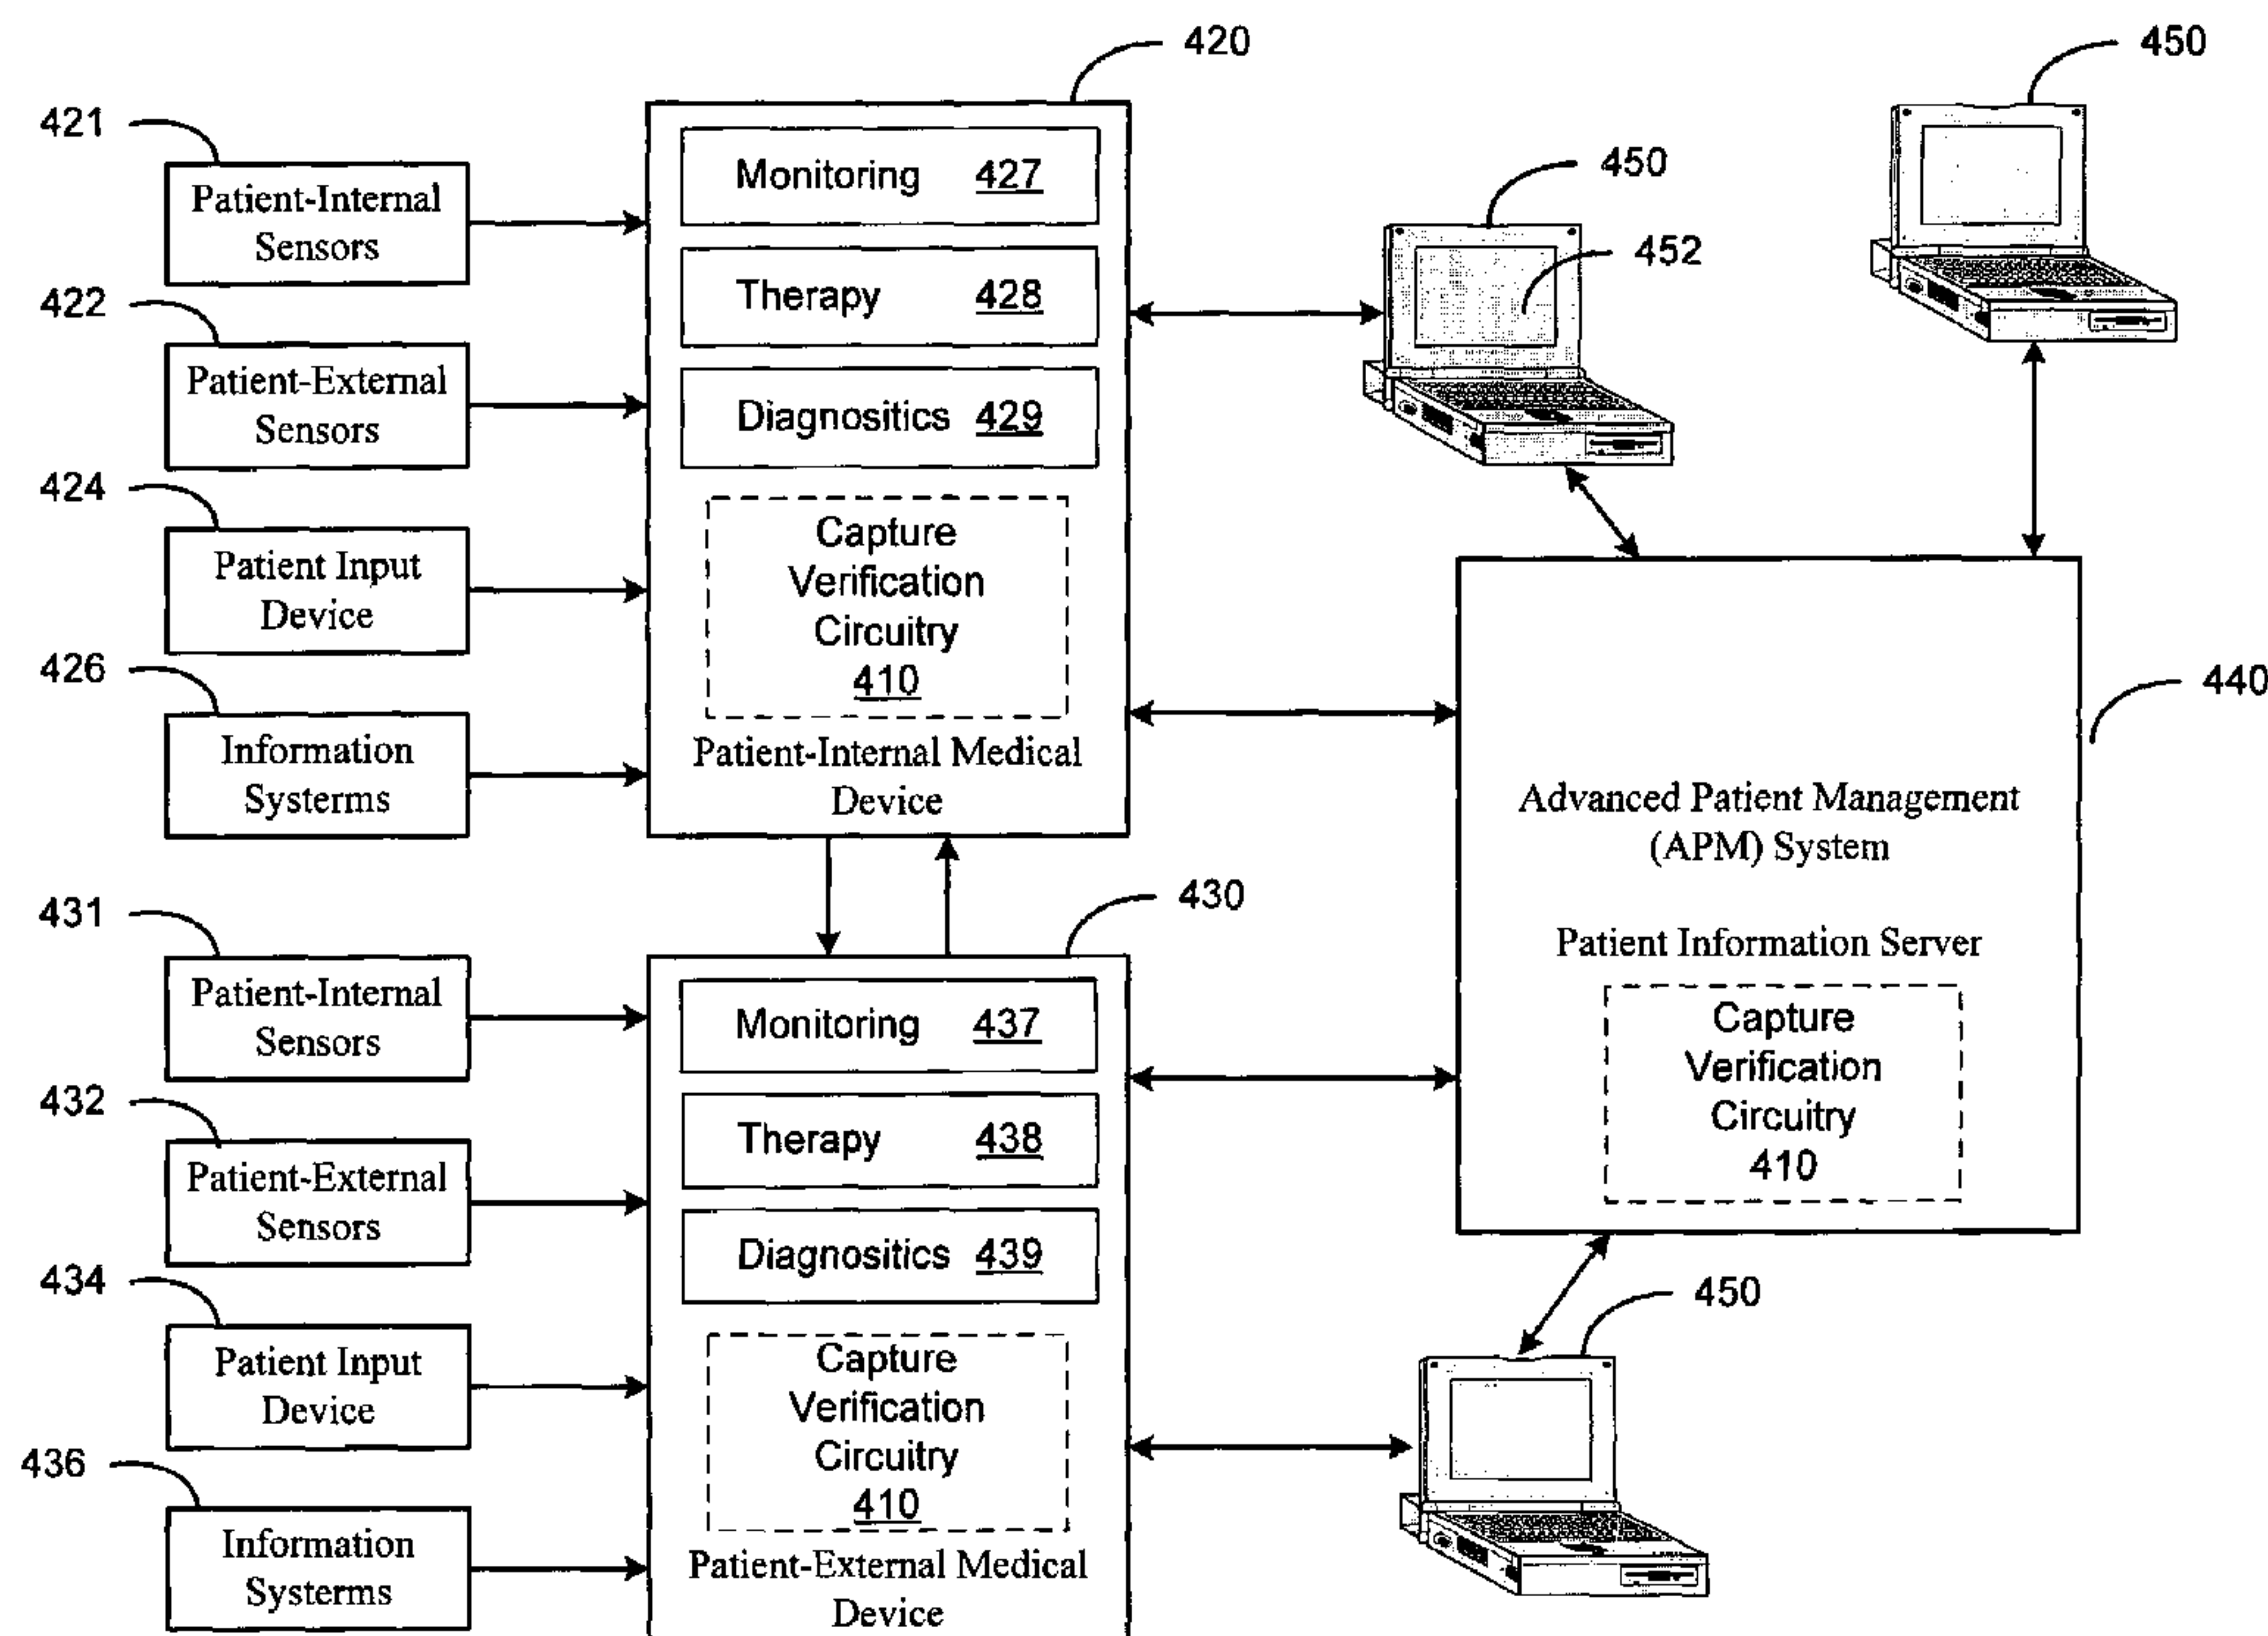 420
450
421
Patient-Internal
Sensors
Monitoring 427
450
452
422
Therapy 428
Patient-External
Sensors
Diagnositics 429
424
Patient Input
Device
Capture
Verification
Circuitry
410
426
Information
Systerms
Patient-Internal Medical
Device
440
Advanced Patient Management
(APM) System
Patient Information Server
Capture
Verification
Circuitry
410
431
430
Patient-Internal
Sensors
Monitoring 437
432
Therapy 438
Patient-External
Sensors
Diagnositics 439
434
Patient Input
Device
Capture
Verification
Circuitry
410
436
Information
Systerms
Patient-External Medical
Device
450